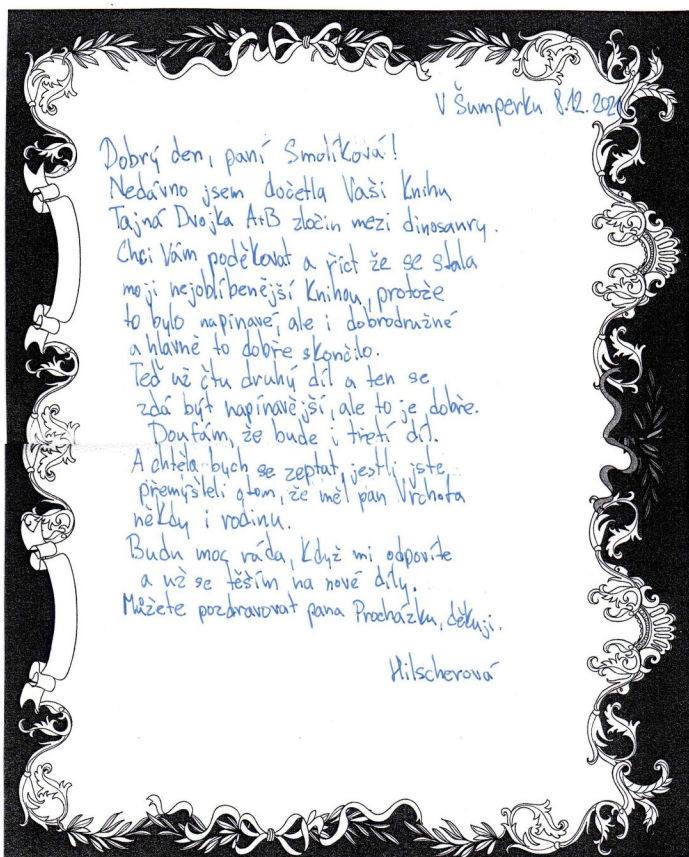 V Šumperku 8.12.2021
Dobrý den, paní Smolíková!
Nedávno jsem dočetla Vaši Knihu
Tajná Dvojka A+B zločin mezi dinosaury.
Chci Vám poděkovat a říct že se stala
moji nejoblíbenější Knihou, protože
to bylo napínavé, ale i dobrodružné
a hlavně to dobře skončilo.
Teď už čtu druhý díl a ten se
zdá být napínavější, ale to je dobře.
Doufám, že bude i třetí díl.
A chtěla bych se zeptat, jestli jste
přemýšleli otom, že měl pan Vrchota
někdy i rodinu.
Budu moc ráda, Když mi odpovíte
a už se těším na nové díly.
Můžete pozdravovat pana Procházku, děkuji.
Hilscherová